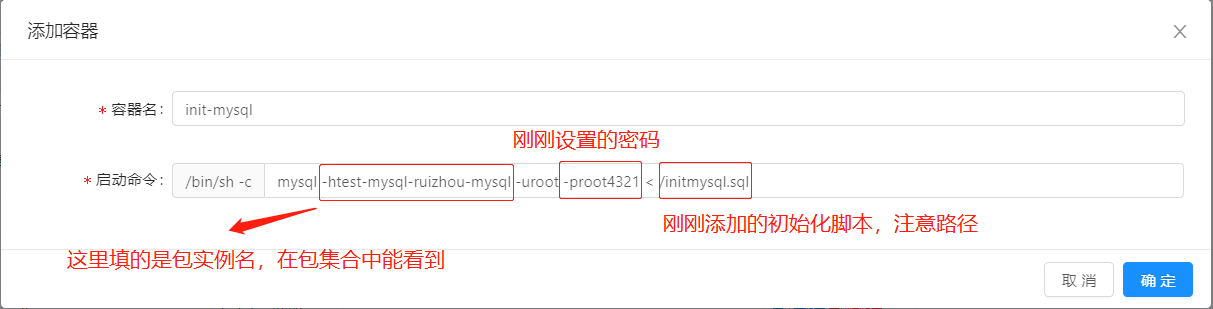 添加容器
* 容器名: init-mysql
刚刚设置的密码
* 启动命令: /bin/sh -c mysql -htest-mysql-ruizhou-mysql -uroot -proot4321 < /initmysql.sql
刚刚添加的初始化脚本，注意路径
这里填的是包实例名，在包集合中能看到
取 消 确 定